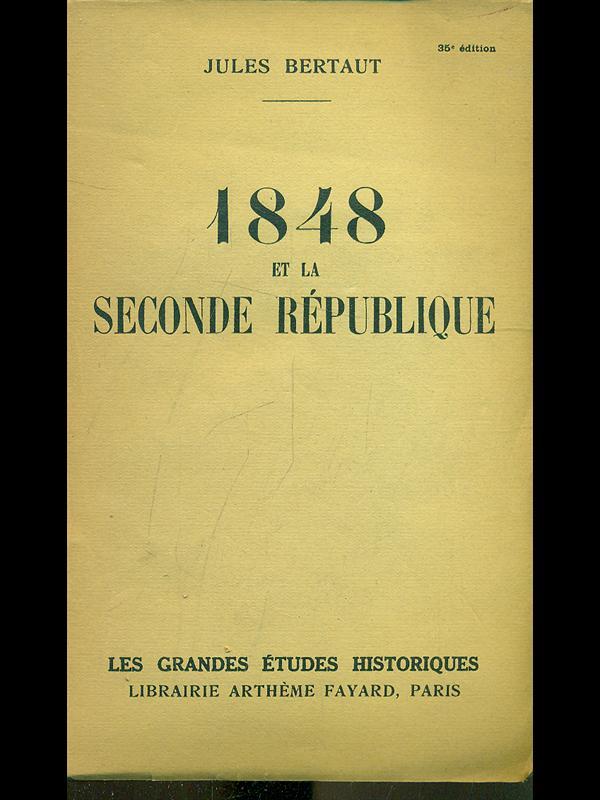 35e édition
JULES BERTAUT
1848
ET LA
SECONDE RÉPUBLIQUE
LES GRANDES ÉTUDES HISTORIQUES
LIBRAIRIE ARTHÈME FAYARD, PARIS